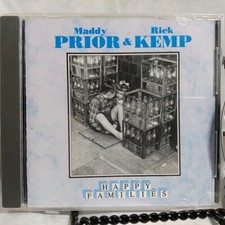 Maddy Rick
PRIOR & KEMP
HAPPY
FAMILIES